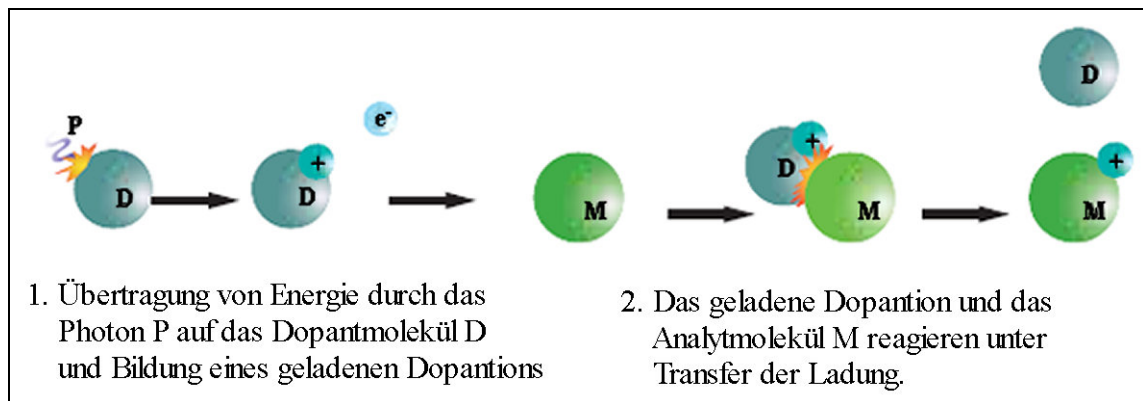 P
D
D
+
e⁻
M
D
+
M
D
M
+
1. Übertragung von Energie durch das
Photon P auf das Dopantmolekül D
und Bildung eines geladenen Dopantions
2. Das geladene Dopantion und das
Analytmolekül M reagieren unter
Transfer der Ladung.